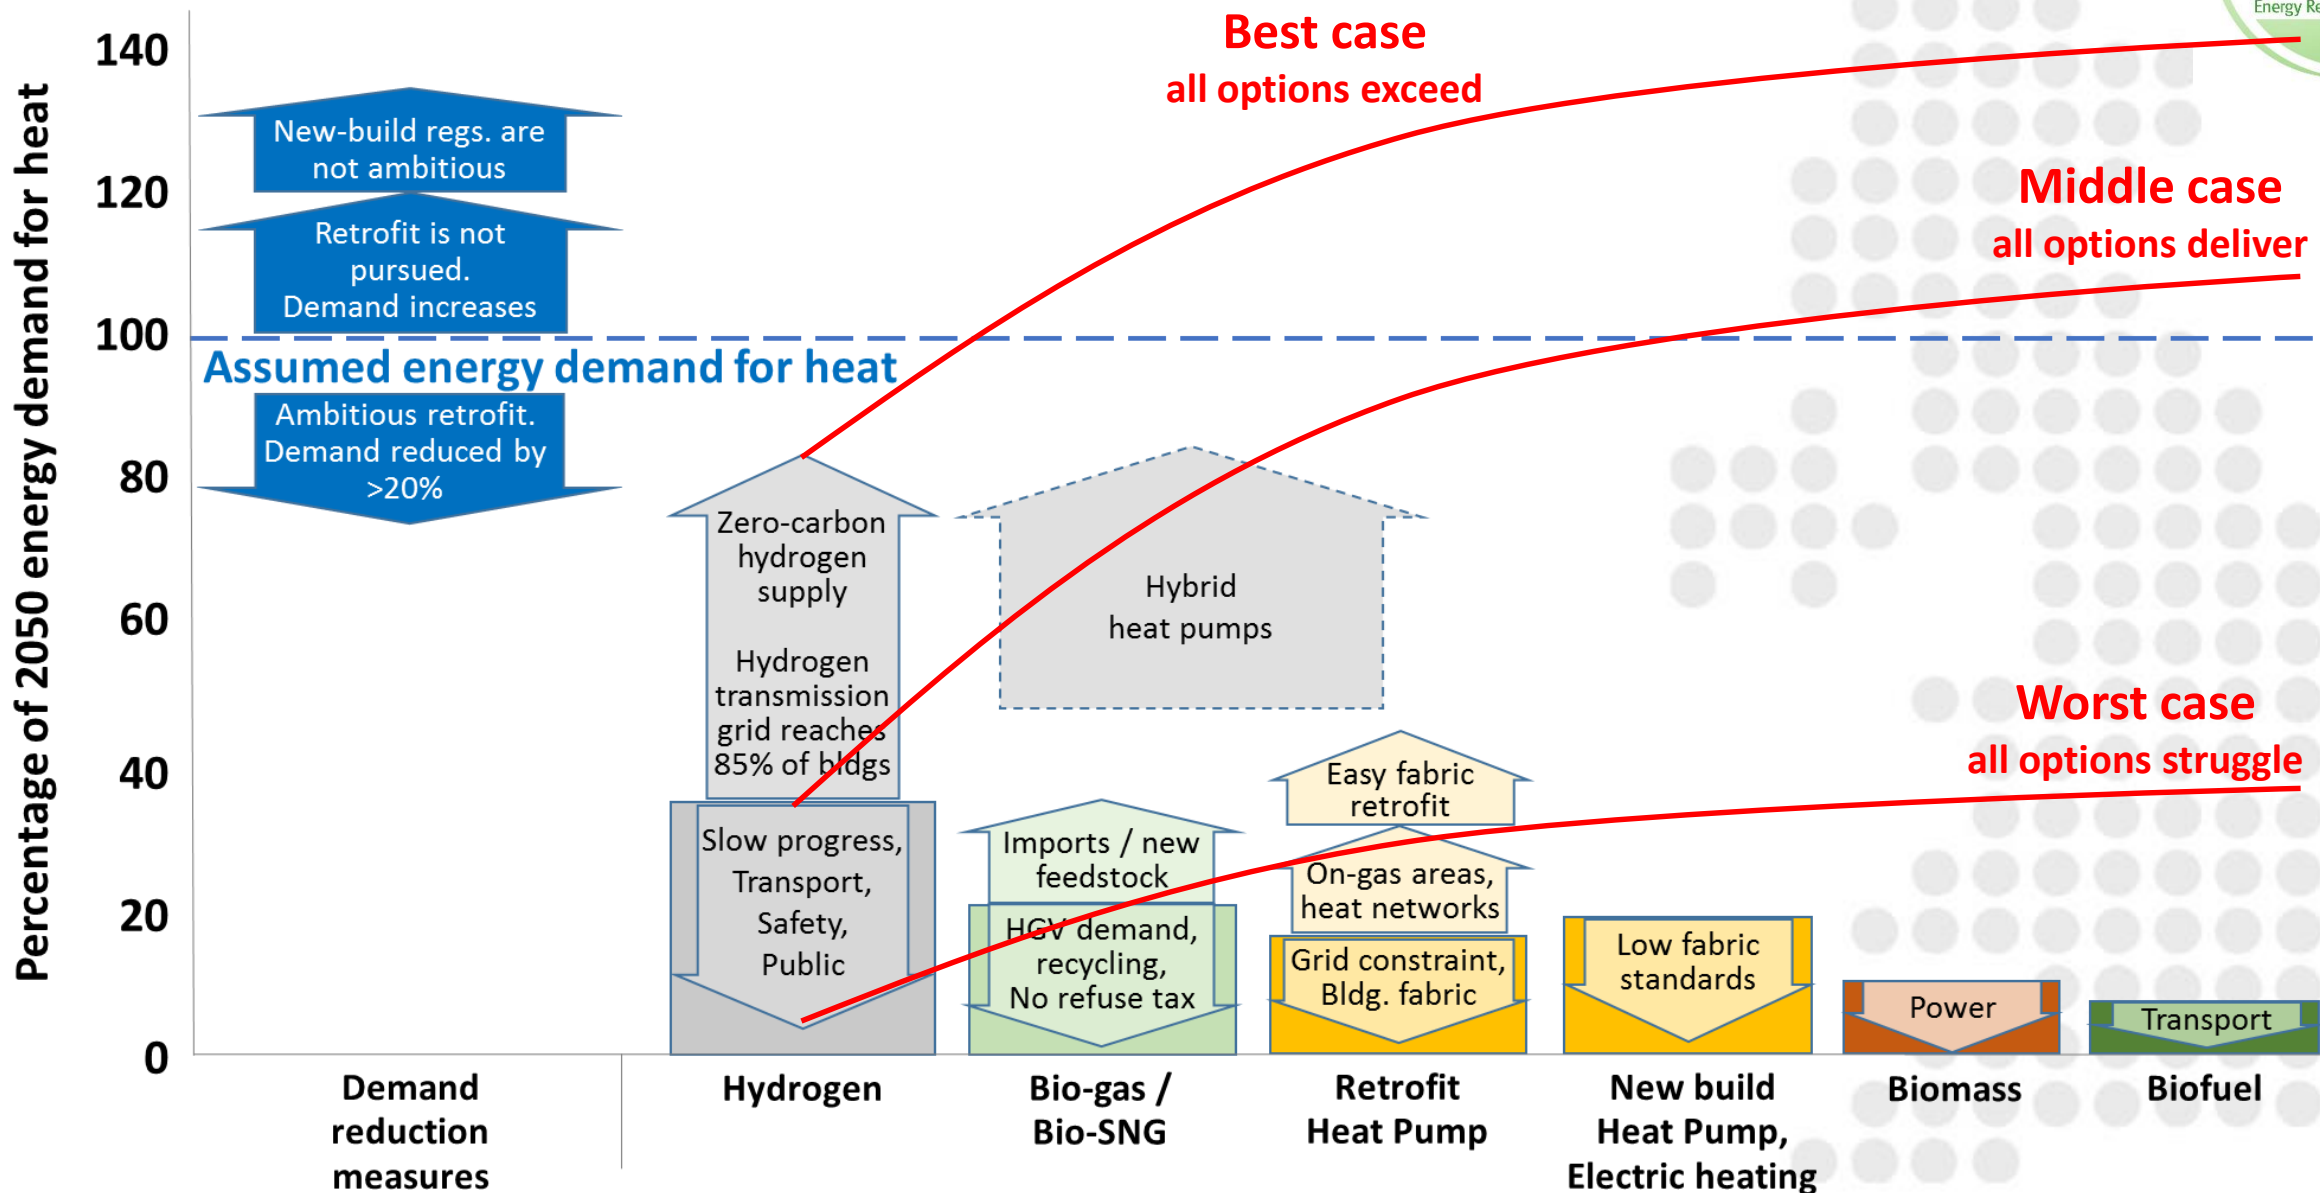 Energy Re
Best case
all options exceed
Middle case
all options deliver
Worst case
all options struggle
Percentage of 2050 energy demand for heat
140
120
100
80
60
40
20
0
New-build regs. are
not ambitious
Retrofit is not
pursued.
Demand increases
Assumed energy demand for heat
Ambitious retrofit.
Demand reduced by
>20%
Zero-carbon
hydrogen
supply
Hydrogen
transmission
grid reaches
85% of bldgs
Slow progress,
Transport,
Safety,
Public
Hybrid
heat pumps
Imports / new
feedstock
HGV demand,
recycling,
No refuse tax
Easy fabric
retrofit
On-gas areas,
heat networks
Grid constraint,
Bldg. fabric
Low fabric
standards
Power
Transport
Demand
reduction
measures
Hydrogen
Bio-gas /
Bio-SNG
Retrofit
Heat Pump
New build
Heat Pump,
Electric heating
Biomass
Biofuel